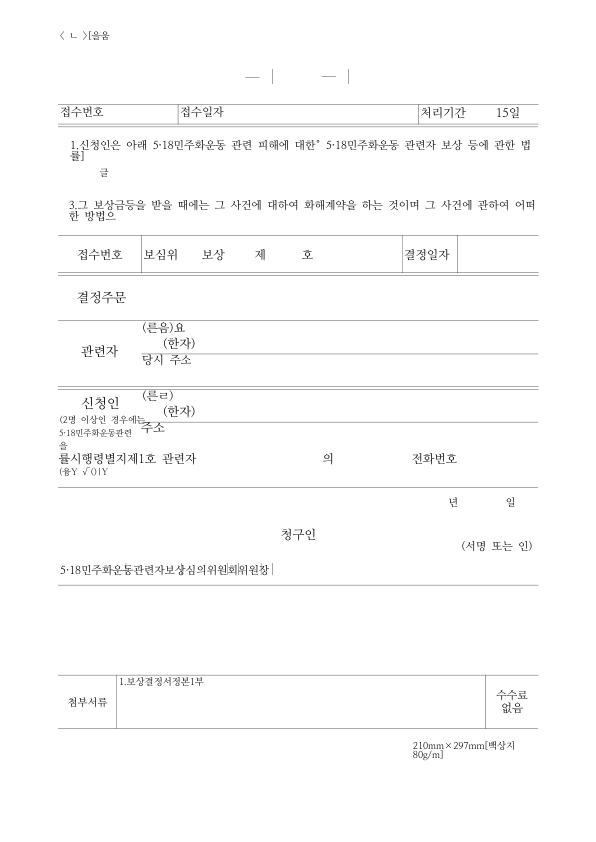 〈 ㄴ 〉[을움
접수번호 접수일자 처리기간 15일
1.신청인은 아래 5·18민주화운동 관련 피해에 대한" 5·18민주화운동 관련자 보상 등에 관한 법
률]
글
3.그 보상금등을 받을 때에는 그 사건에 대하여 화해계약을 하는 것이며 그 사건에 관하여 어떠
한 방법으
접수번호 보심위 보상 제 호 결정일자
결정주문
(른음)요
관련자 (한자)
당시 주소
신청인 (른ㄹ)
(한자)
(2명 이상인 경우에는 주소
5·18민주화운동관련
을
률시행령별지제1호 관련자 의 전화번호
(융Y √()|Y
년 일
청구인
(서명 또는 인)
5·18민주화운동관련자보상심의위원회위원장
1.보상결정서정본1부
첨부서류 수수료
없음
210mm×297mm[백상지
80g/m]